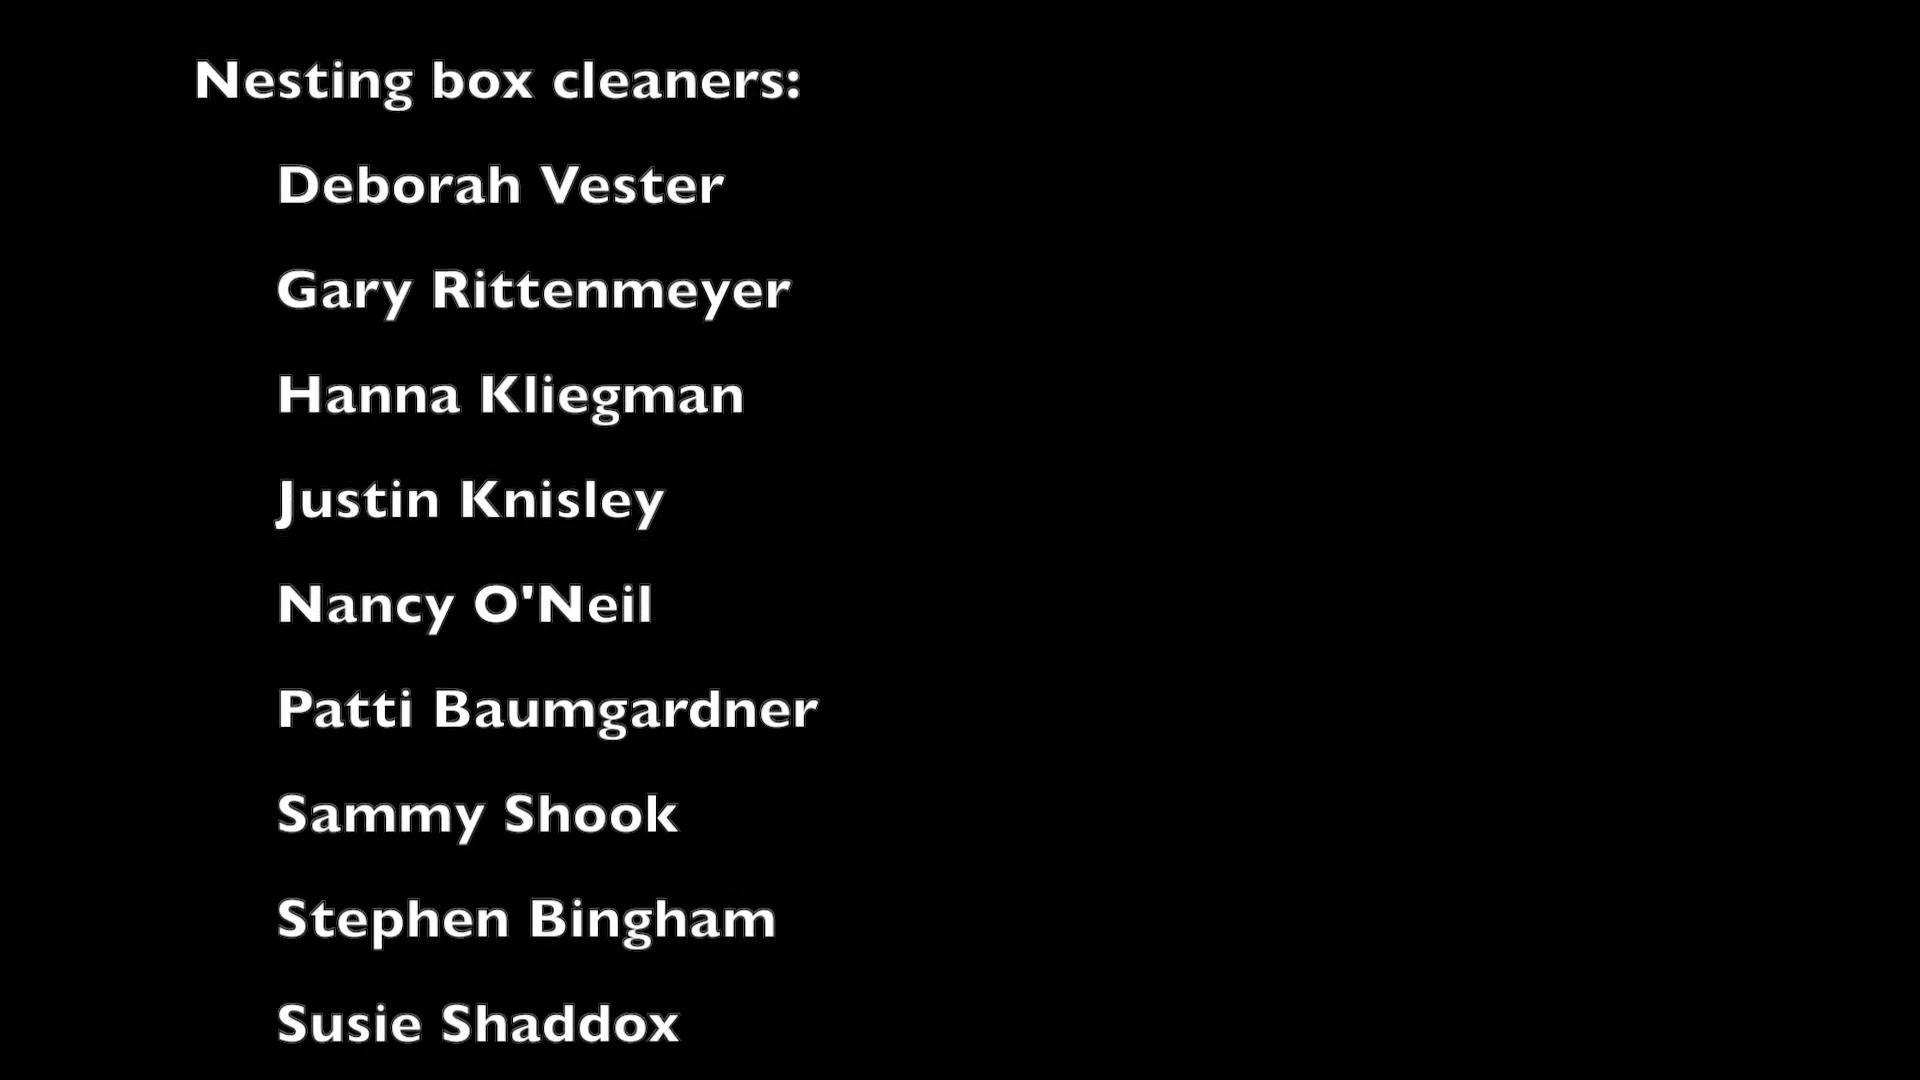 Nesting box cleaners:
Deborah Vester
Gary Rittenmeyer
Hanna Kliegman
Justin Knisley
Nancy O'Neil
Patti Baumgardner
Sammy Shook
Stephen Bingham
Susie Shaddox